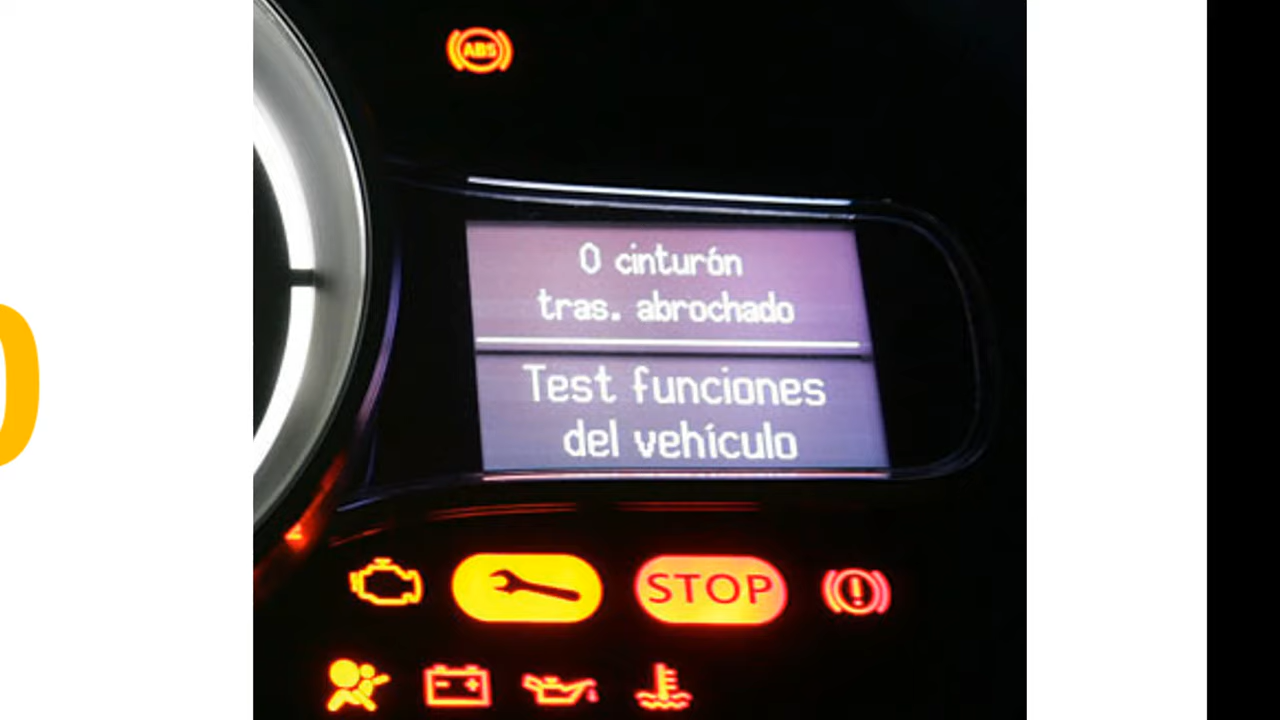 ABS
0 cinturón
tras. abrochado
Test funciones
del vehículo
STOP